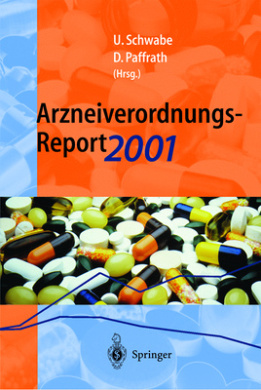 U. Schwabe
D. Paffrath
(Hrsg.)
Arzneiverordnungs-
Report 2001
Springer